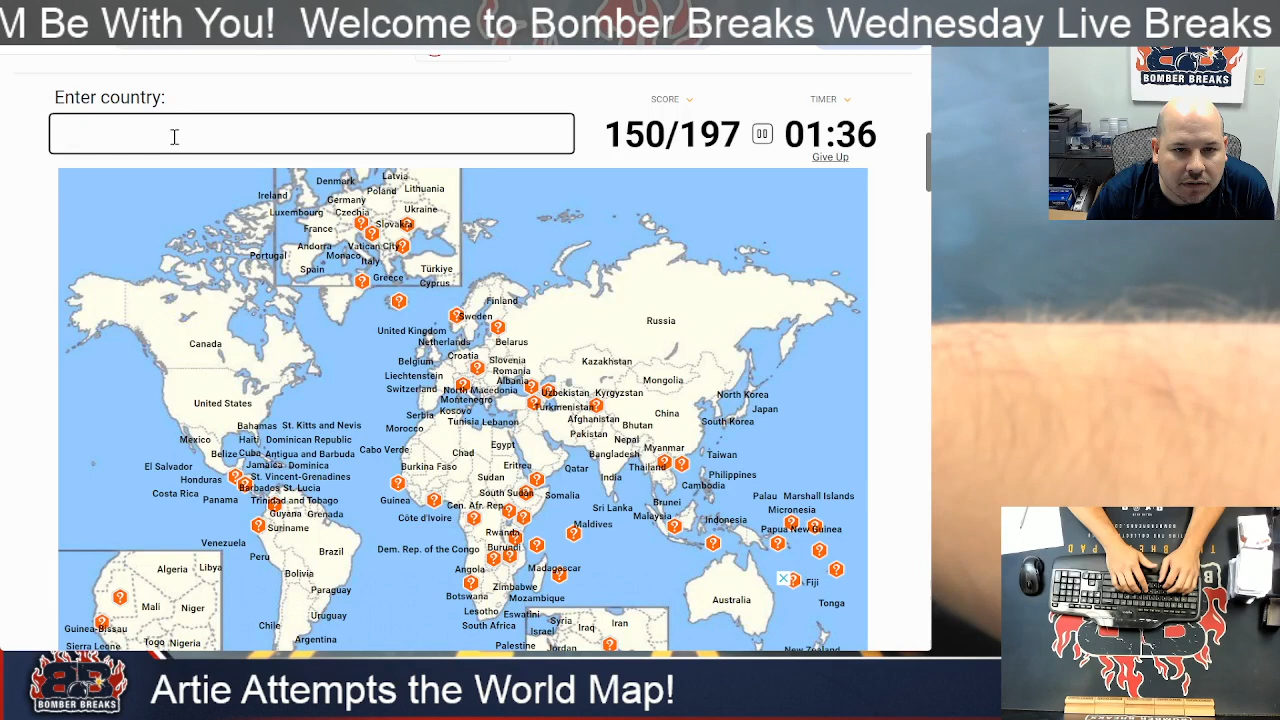 M Be With You! Welcome to Bomber Breaks Wednesday Live Breaks
BOMBER BREAKS
Enter country:
SCORE
TIMER
150/197
01:36
Give Up
Latvia
Denmark
Ireland
Poland
Lithuania
Germany
Luxembourg
Czechia
Ukraine
France
Slovakia
Andorra
Vatican City
Portugal
Monaco
Italy
Spain
Greece
Türkiye
Cyprus
Finland
Sweden
Russia
United Kingdom
Netherlands
Belarus
Canada
Croatia
Slovenia
Belgium
Kazakhstan
Romania
Liechtenstein
Albania
Mongolia
Switzerland
North Macedonia
Uzbekistan
Kyrgyzstan
North Korea
Montenegro
United States
Turkmenistan
Japan
Kosovo
China
Serbia
Afghanistan
Tunisia
Lebanon
South Korea
Bahamas
St. Kitts and Nevis
Morocco
Bhutan
Pakistan
Mexico
Haiti
Dominican Republic
Egypt
Nepal
Belize
Cuba
Antigua and Barbuda
Cabo Verde
Chad
Myanmar
Bangladesh
Taiwan
El Salvador
Jamaica
Dominica
Burkina Faso
Eritrea
Qatar
Thailand
Honduras
St. Vincent-Grenadines
Sudan
India
Philippines
Barbados
St. Lucia
Cambodia
Costa Rica
Panama
Trinidad and Tobago
Guinea
South Sudan
Somalia
Palau
Marshall Islands
Guyana
Grenada
Cen. Afr. Rep.
Sri Lanka
Brunei
Micronesia
Suriname
Côte d'Ivoire
Malaysia
Indonesia
Maldives
Papua New Guinea
Venezuela
Rwanda
Peru
Brazil
Dem. Rep. of the Congo
Burundi
Algeria
Libya
Bolivia
Angola
Madagascar
Fiji
Paraguay
Zimbabwe
Mali
Niger
Botswana
Mozambique
Australia
Tonga
Lesotho
Eswatini
Uruguay
Syria
Iraq
Iran
Guinea-Bissau
Chile
South Africa
Israel
Sierra Leone
Togo
Nigeria
Argentina
Palestine
Jordan
New Zealand
BOMBER BREAKS
Artie Attempts the World Map!